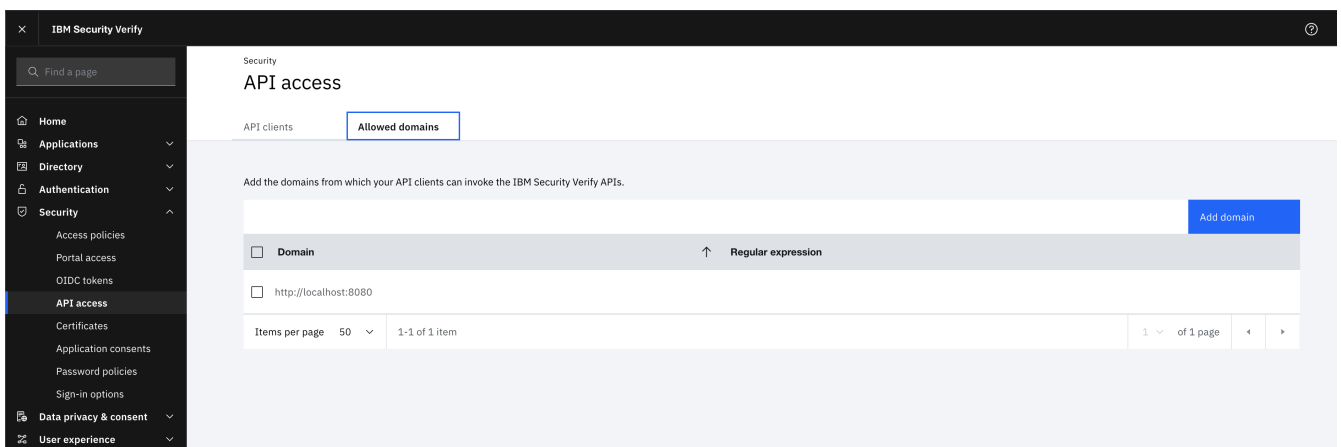 IBM Security Verify
Find a page
Home
Applications
Directory
Authentication
Security
Access policies
Portal access
OIDC tokens
API access
Certificates
Application consents
Password policies
Sign-in options
Data privacy & consent
User experience
Security
API access
API clients
Allowed domains
Add the domains from which your API clients can invoke the IBM Security Verify APIs.
Add domain
Domain
Regular expression
http://localhost:8080
Items per page 50 1-1 of 1 item 1 of 1 page